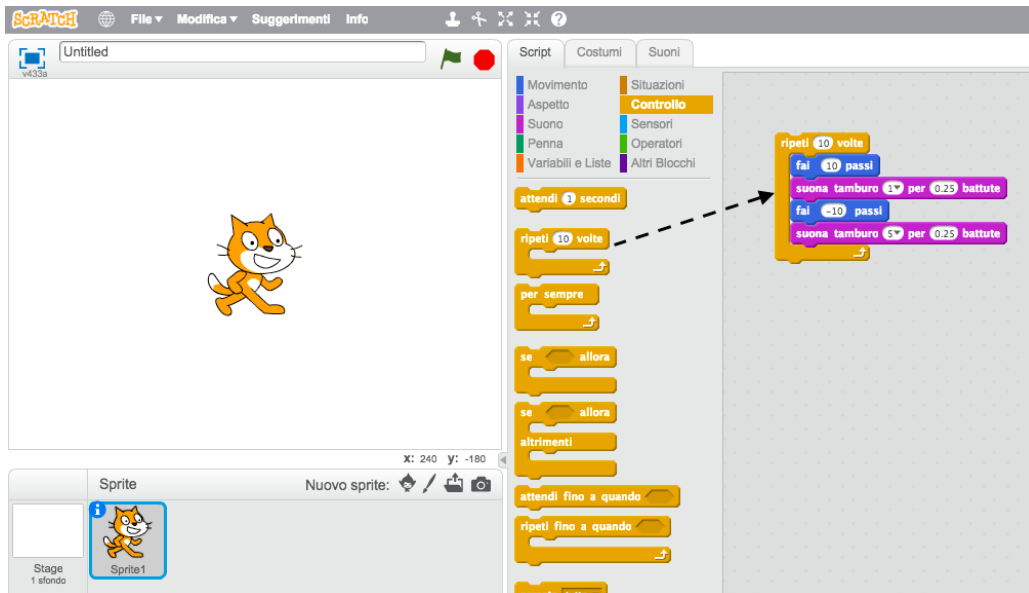 SCRATCH File Modifica Suggerimenti Info
Untitled
v433a
X: 240 y: -180
Sprite Nuovo sprite:
Stage
1 sfondo
Sprite1
Script Costumi Suoni
Movimento Situazioni
Aspetto Controllo
Suono Sensori
Penna Operatori
Variabili e Liste Altri Blocchi
attendi 1 secondi
ripeti 10 volte
per sempre
se allora
se allora
altrimenti
attendi fino a quando
ripeti fino a quando
ripeti 10 volte
fai 10 passi
suona tamburo 1 per 0.25 battute
fai -10 passi
suona tamburo 5 per 0.25 battute